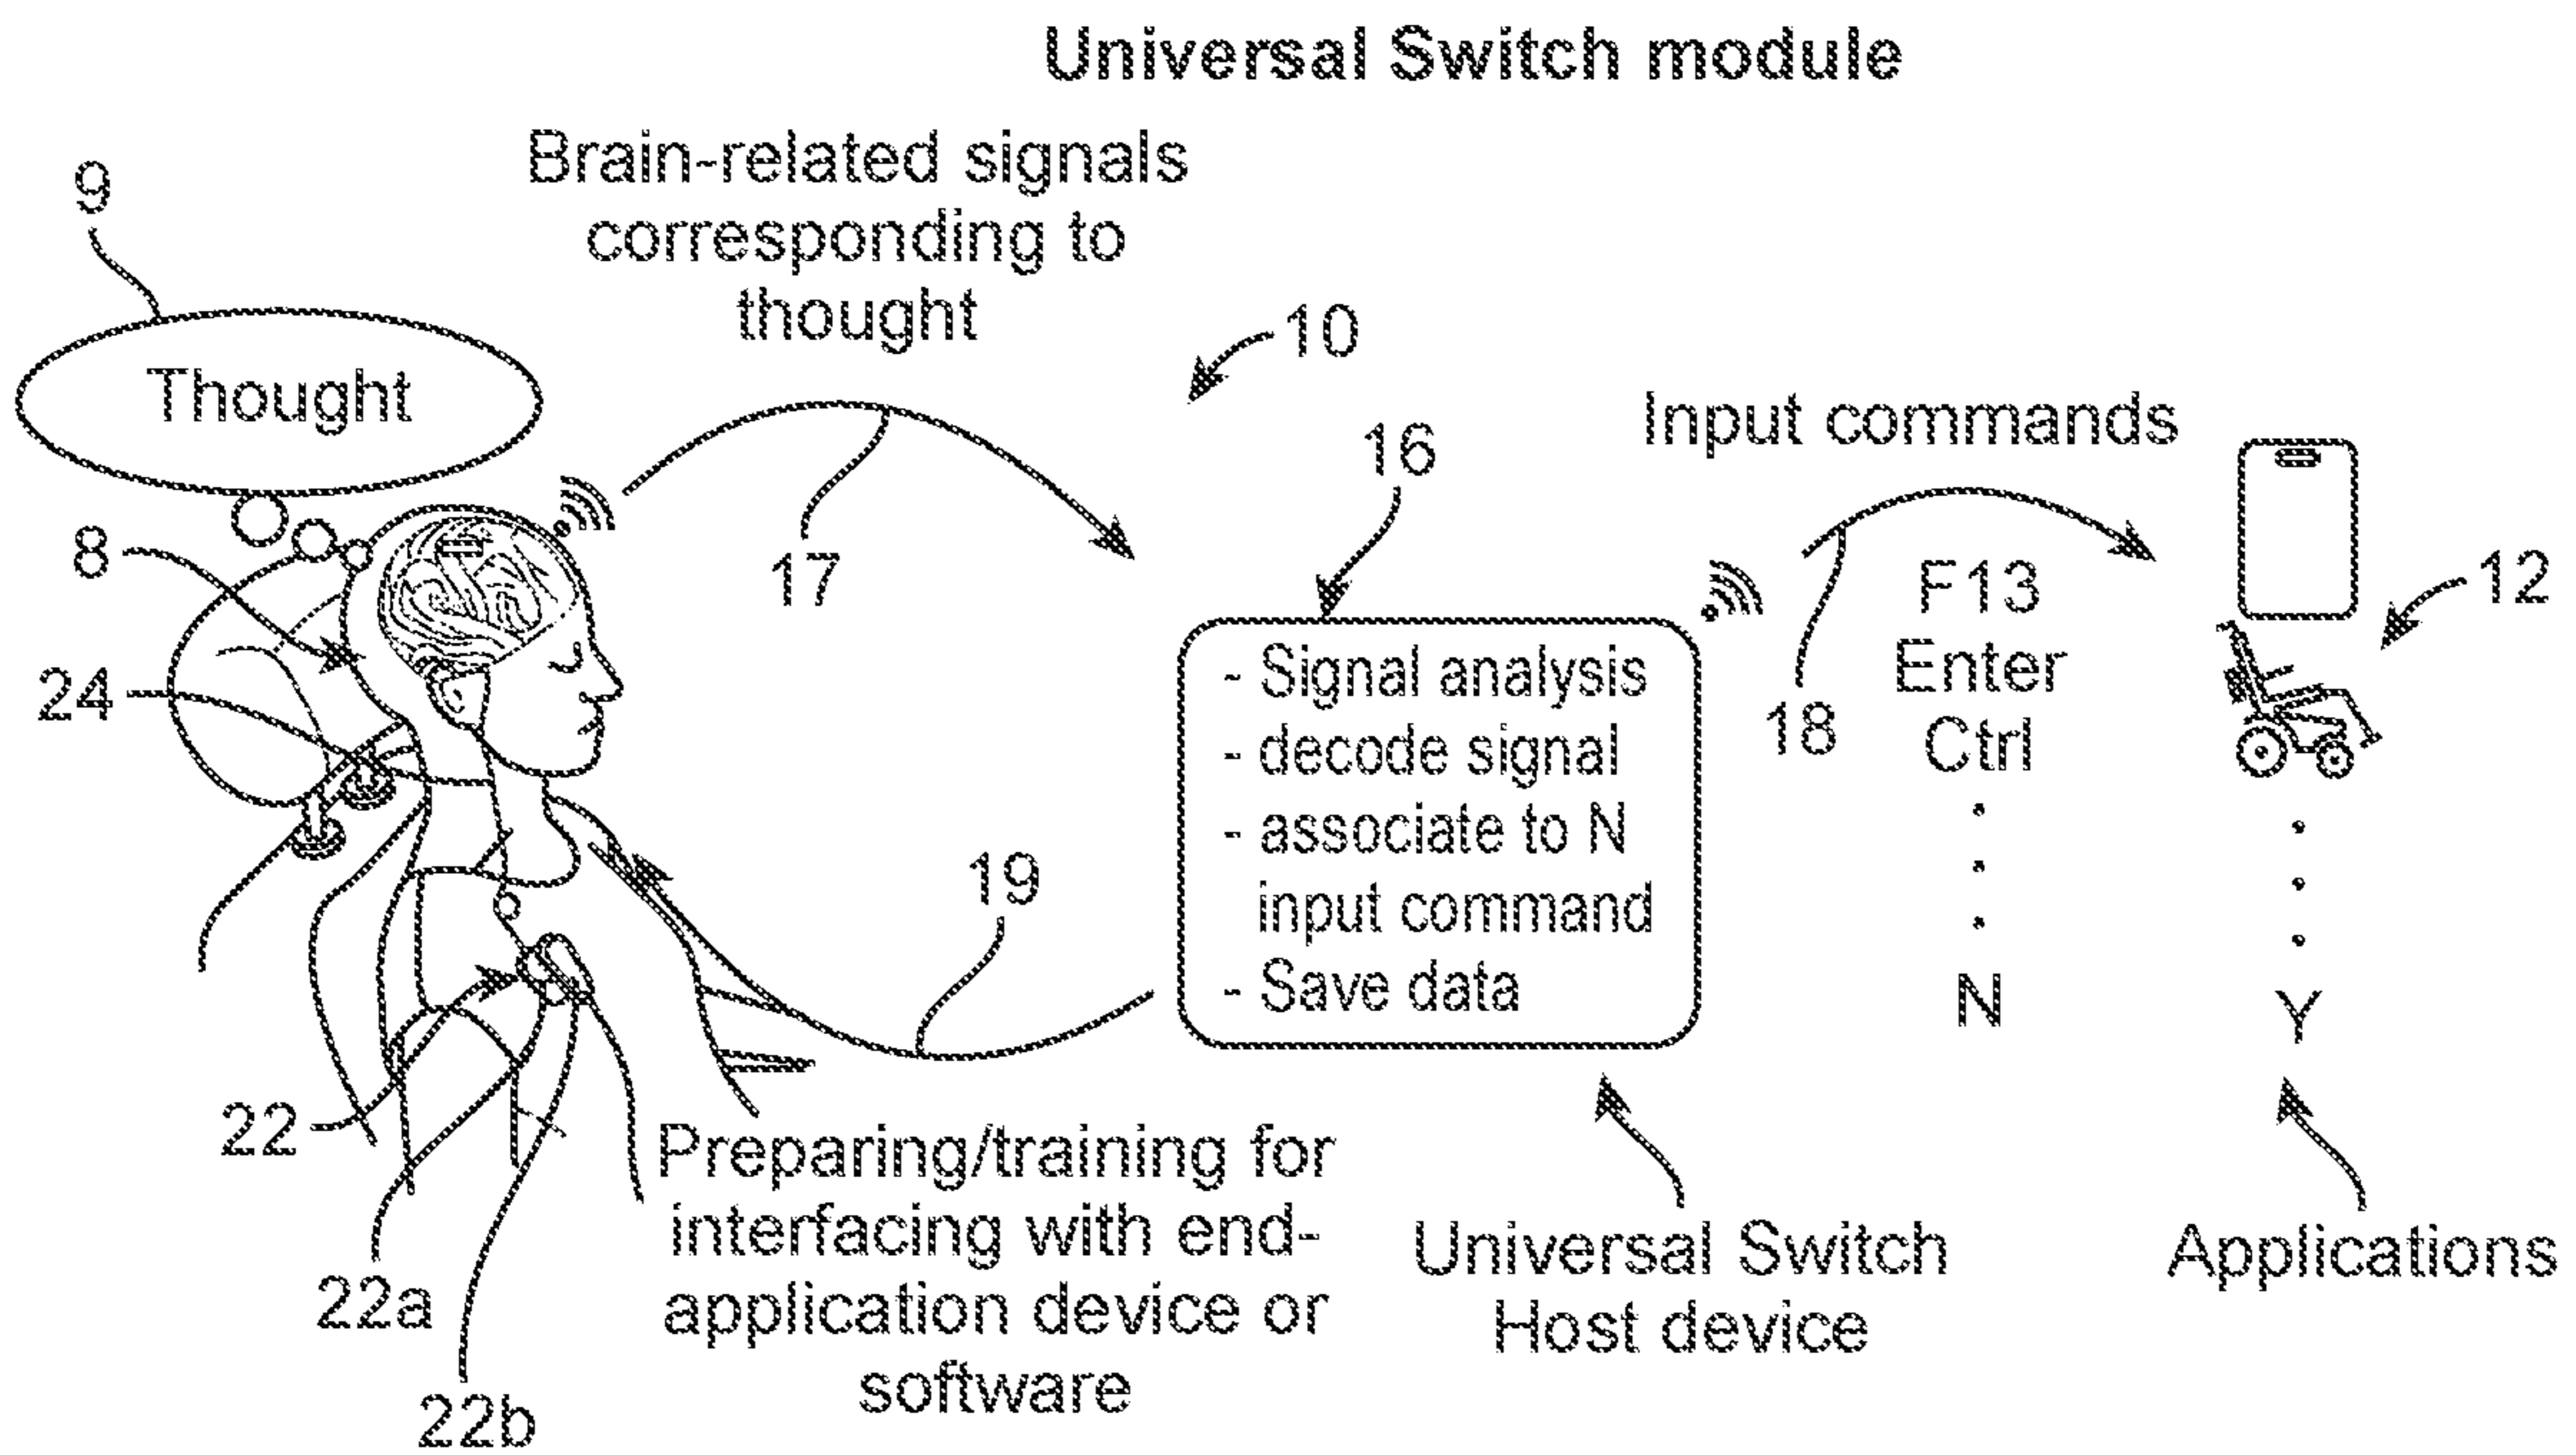 Universal Switch module
Brain-related signals
corresponding to
thought
9
Thought
10
Input commands
16
8
17
12
F13
Enter
Ctrl
18
24
- Signal analysis
- decode signal
- associate to N
input command
- Save data
19
N
Y
22
Preparing/training for
interfacing with end-
application device or
software
Universal Switch
Host device
Applications
22a
22b